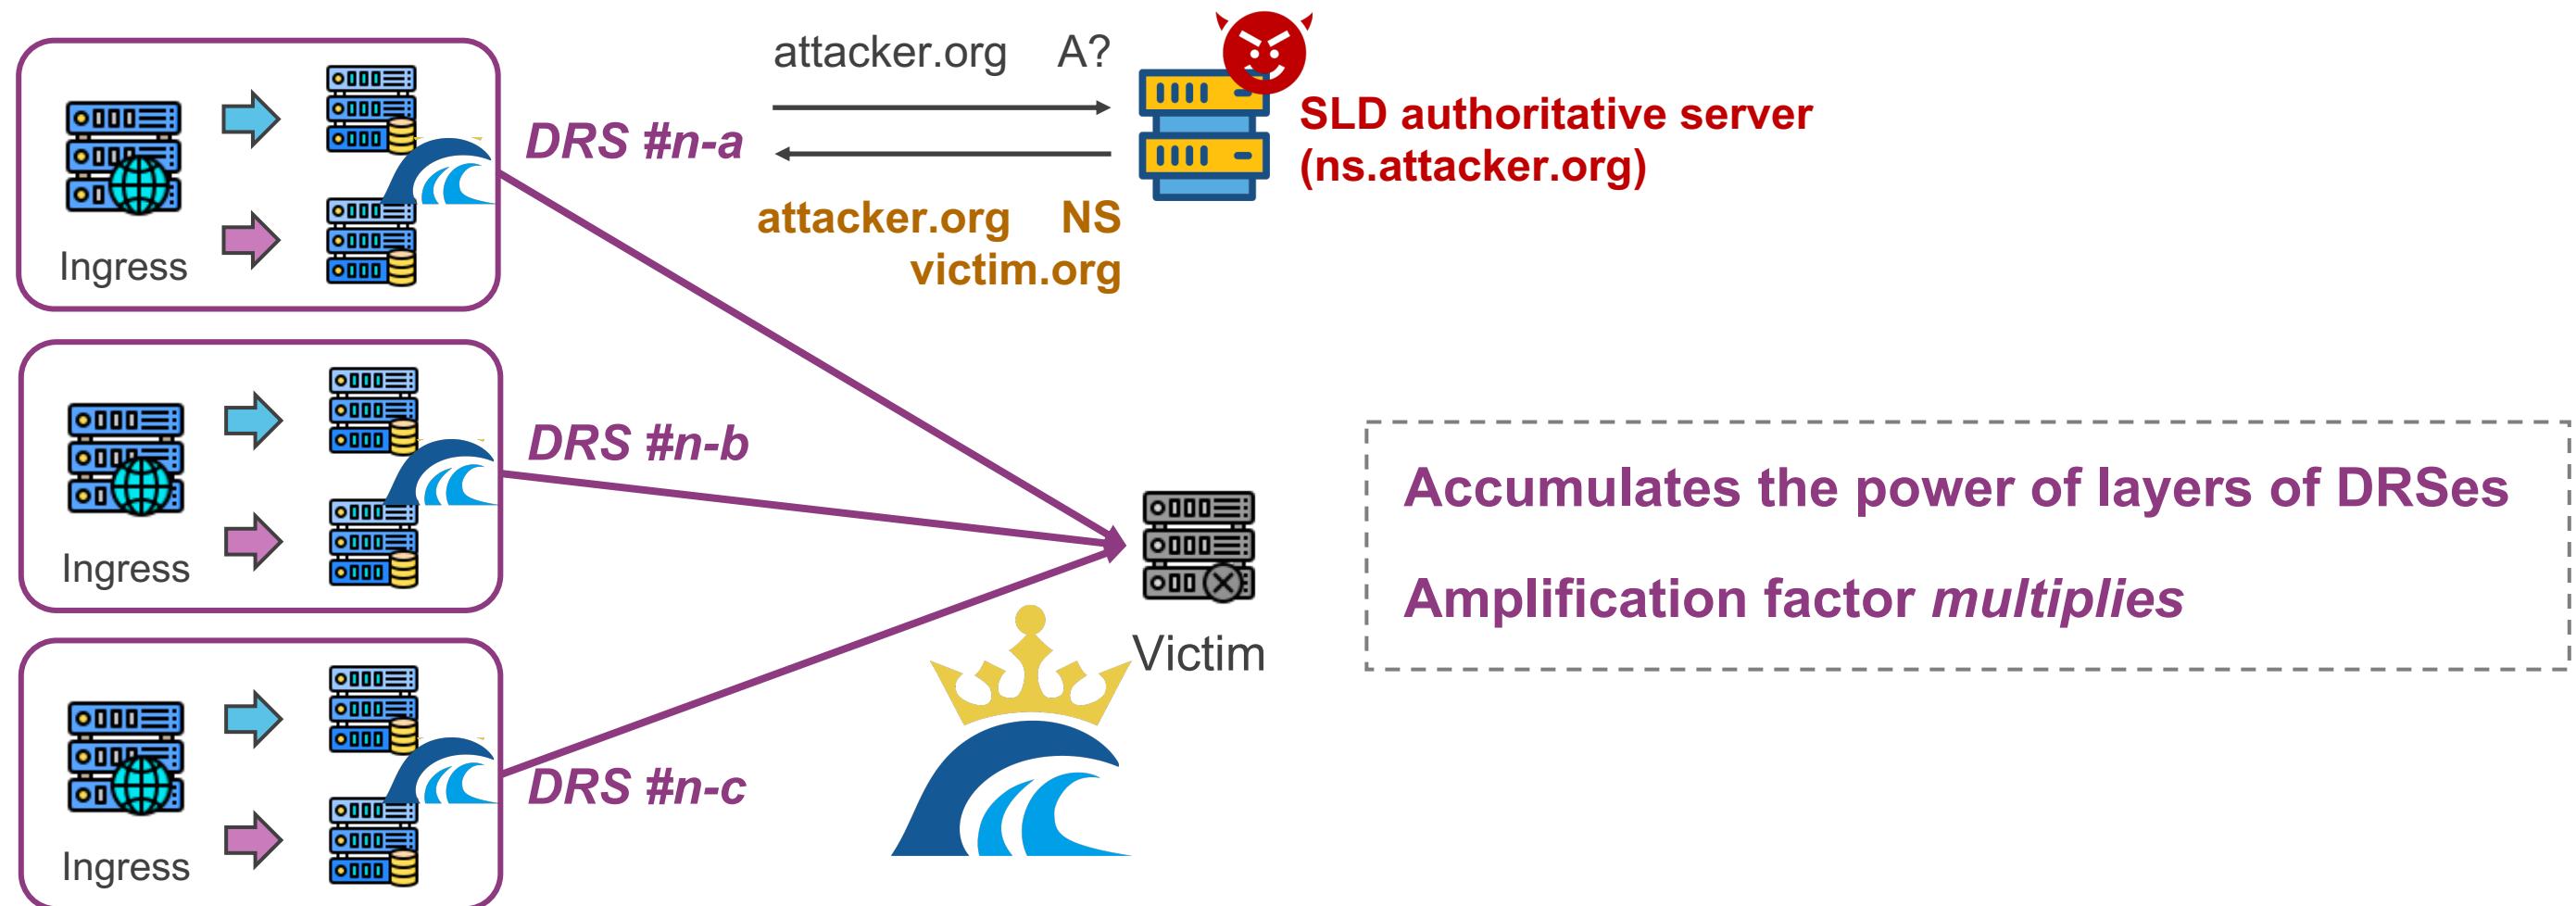 attacker.org A?
DRS #n-a
SLD authoritative server
(ns.attacker.org)
attacker.org NS
victim.org
Ingress
DRS #n-b
Ingress
Accumulates the power of layers of DRSes
Amplification factor multiplies
Victim
DRS #n-c
Ingress